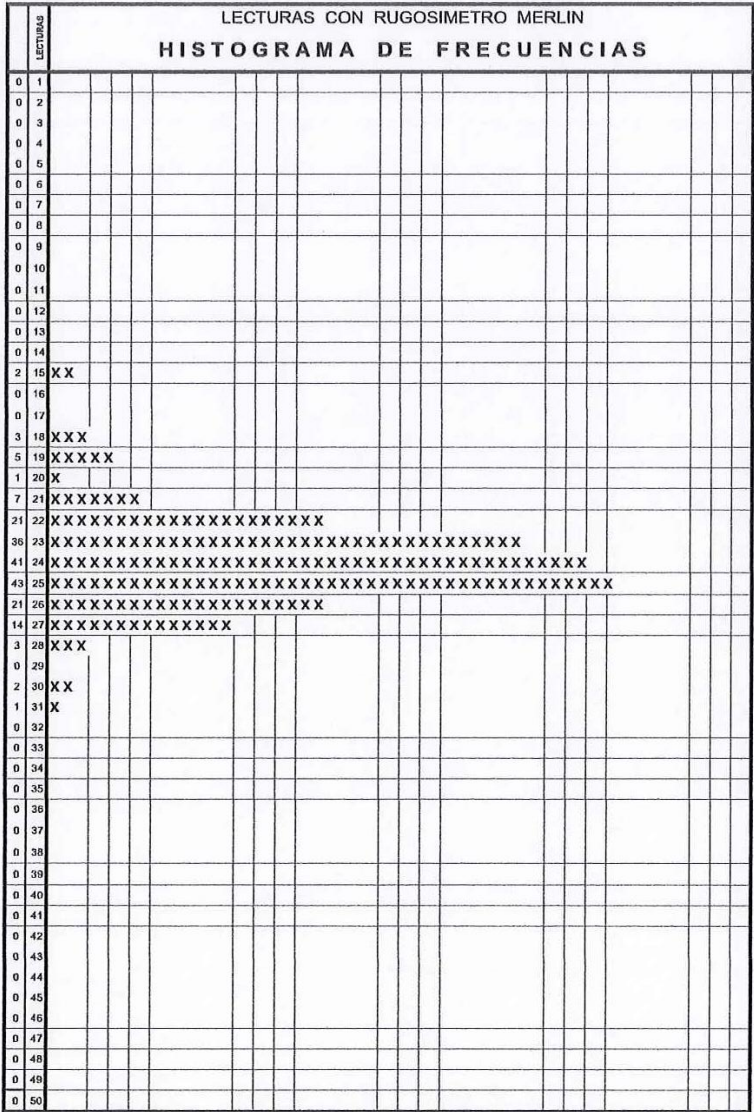 LECTURAS CON RUGOSIMETRO MERLIN
HISTOGRAMA DE FRECUENCIAS
LECTURAS
0 1
0 2
0 3
0 4
0 5
0 6
0 7
0 8
0 9
0 10
0 11
0 12
0 13
0 14
2 15 XX
0 16
0 17
3 18 XXX
5 19 XXXXX
1 20 X
7 21 XXXXXXX
21 22 XXXXXXXXXXXXXXXXXXXXX
36 23 XXXXXXXXXXXXXXXXXXXXXXXXXXXXXXXXXXXX
41 24 XXXXXXXXXXXXXXXXXXXXXXXXXXXXXXXXXXXXXXXXX
43 25 XXXXXXXXXXXXXXXXXXXXXXXXXXXXXXXXXXXXXXXXXXX
21 26 XXXXXXXXXXXXXXXXXXXXX
14 27 XXXXXXXXXXXXXX
3 28 XXX
0 29
2 30 XX
1 31 X
0 32
0 33
0 34
0 35
0 36
0 37
0 38
0 39
0 40
0 41
0 42
0 43
0 44
0 45
0 46
0 47
0 48
0 49
0 50